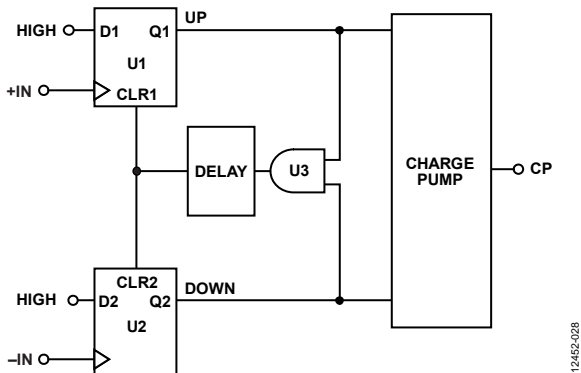 UP
HIGH D1 Q1
U1
+IN
CLR1
DELAY U3
CHARGE
PUMP
CP
CLR2
DOWN
HIGH D2 Q2
U2
–IN
12452-028